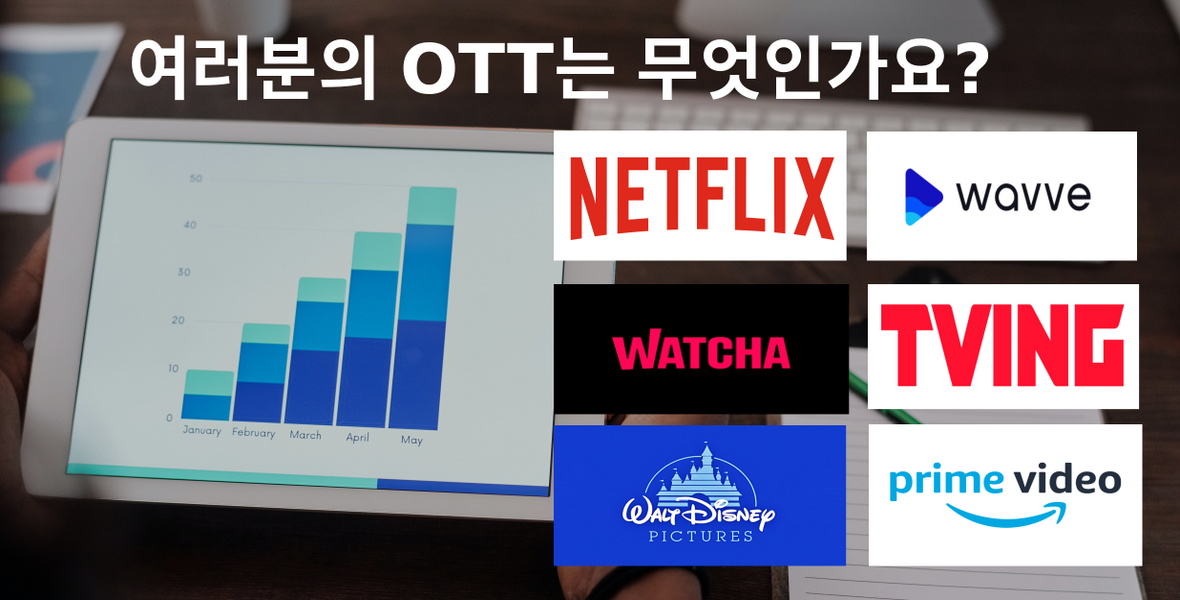 여러분의 OTT는 무엇인가요?
50
40
30
20
10
0
January February March April May
NETFLIX
wavve
WATCHA
TVING
WALT DISNEY
PICTURES
prime video